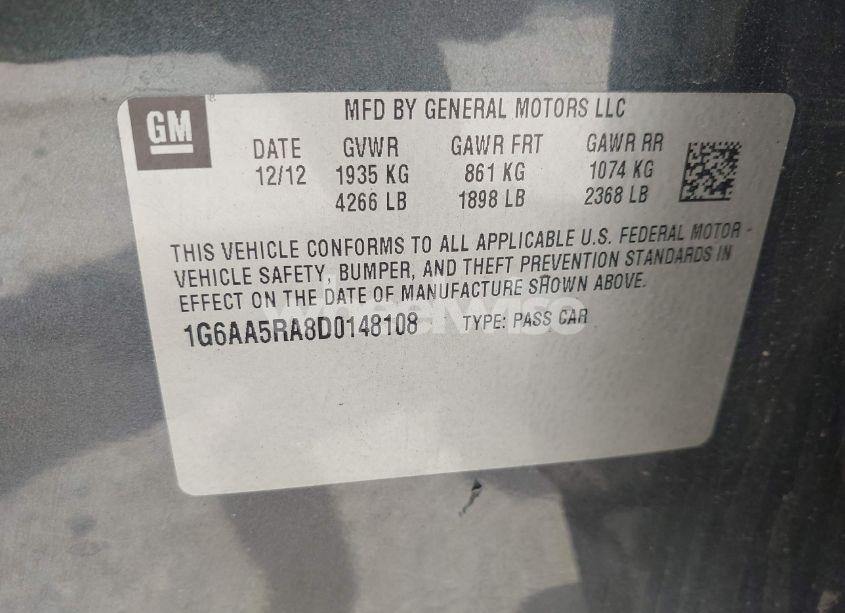 GM
MFD BY GENERAL MOTORS LLC
DATE GVWR GAWR FRT GAWR RR
12/12 1935 KG 861 KG 1074 KG
4266 LB 1898 LB 2368 LB
THIS VEHICLE CONFORMS TO ALL APPLICABLE U.S. FEDERAL MOTOR -
VEHICLE SAFETY, BUMPER, AND THEFT PREVENTION STANDARDS IN
EFFECT ON THE DATE OF MANUFACTURE SHOWN ABOVE.
1G6AA5RA8D0148108 TYPE: PASS CAR